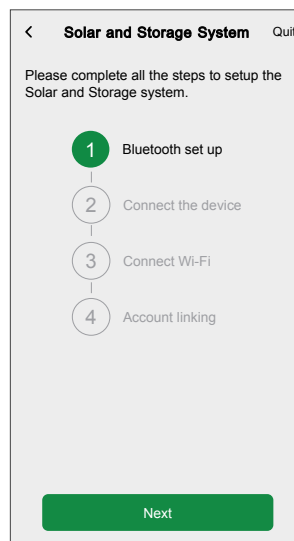 Solar and Storage System Quit
Please complete all the steps to setup the
Solar and Storage system.
1 Bluetooth set up
2 Connect the device
3 Connect Wi-Fi
4 Account linking
Next